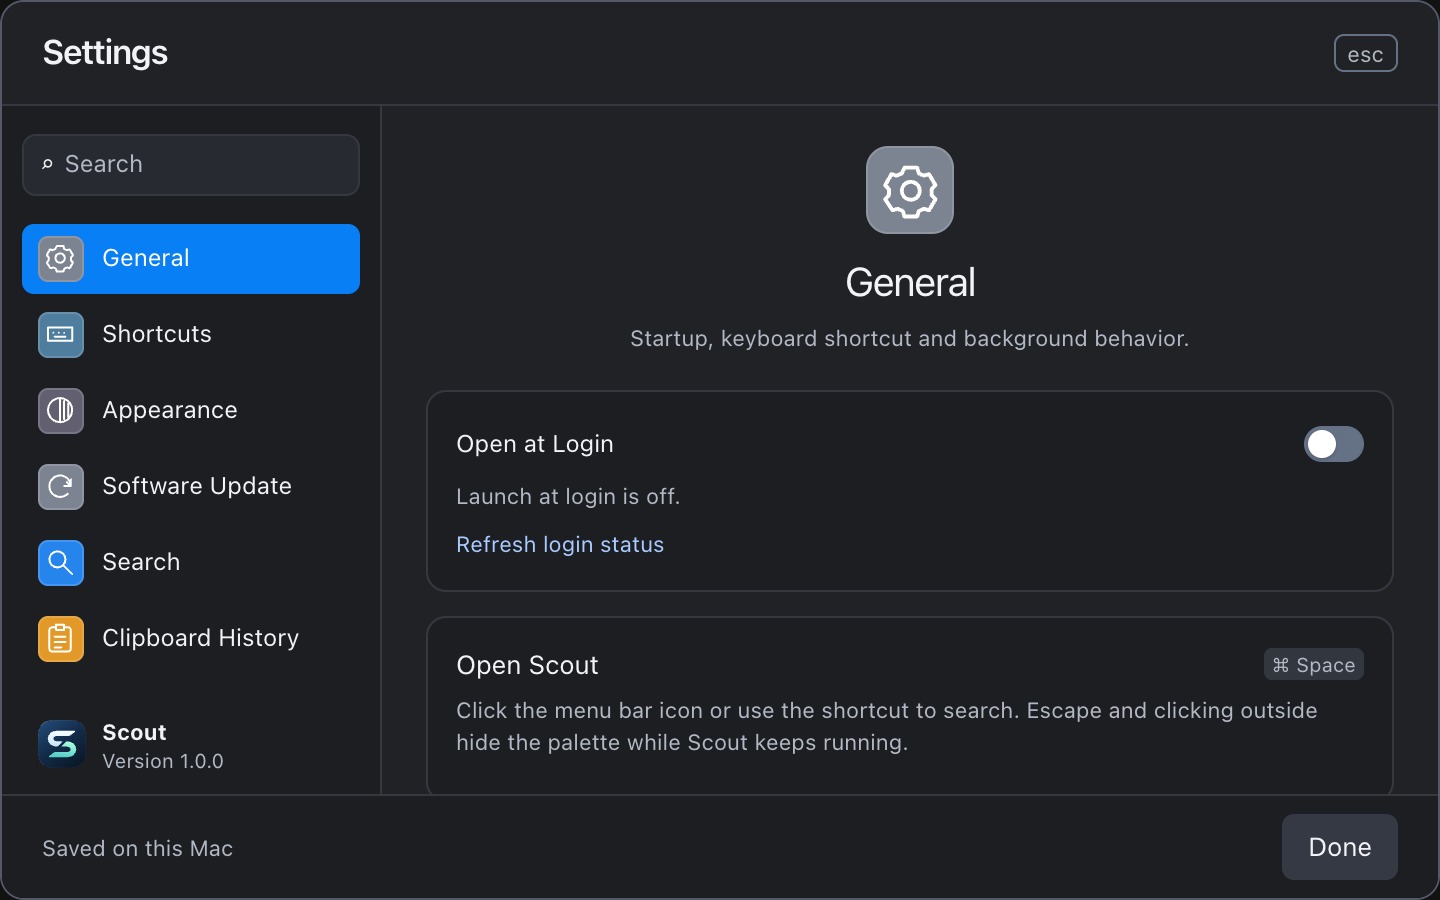 Settings
esc
Search
General
Shortcuts
Appearance
Software Update
Search
Clipboard History
Scout
Version 1.0.0
General
Startup, keyboard shortcut and background behavior.
Open at Login
Launch at login is off.
Refresh login status
Open Scout
⌘ Space
Click the menu bar icon or use the shortcut to search. Escape and clicking outside
hide the palette while Scout keeps running.
Saved on this Mac
Done